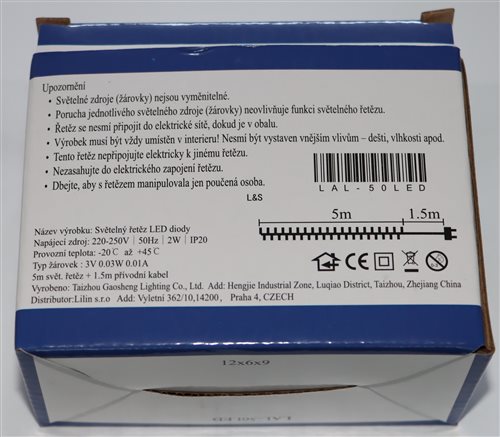 Upozornění
• Světelné zdroje (žárovky) nejsou vyměnitelné.
• Porucha jednotlivého světelného zdroje (žárovky) neovlivňuje funkci světelného řetězu.
• Řetěz se nesmí připojit do elektrické sítě, dokud je v obalu.
• Výrobek musí být vždy umístěn v interieru! Nesmí být vystaven vnějším vlivům – dešti, vlhkosti apod.
• Tento řetěz nepřipojujte elektricky k jinému řetězu.
• Nezasahujte do elektrického zapojení řetězu.
• Dbejte, aby s řetězem manipulovala jen poučená osoba.
L&S
LAL-50LED
5m 1.5m
Název výrobku: Světelný řetěz LED diody
Napájecí zdroj: 220-250V | 50Hz | 2W | IP20
Provozní teplota: -20℃ až +45℃
Typ žárovek : 3V 0.03W 0.01A
5m svět. řetěz + 1.5m přívodní kabel
CE
Vyrobeno: Taizhou Gaosheng Lighting Co., Ltd. Add: Hengjie Industrial Zone, Luqiao District, Taizhou, Zhejiang China
Distributor:Lilin s.r.o Add: Vyletní 362/10,14200, Praha 4, CZECH
12x6x9
LAL-50LED